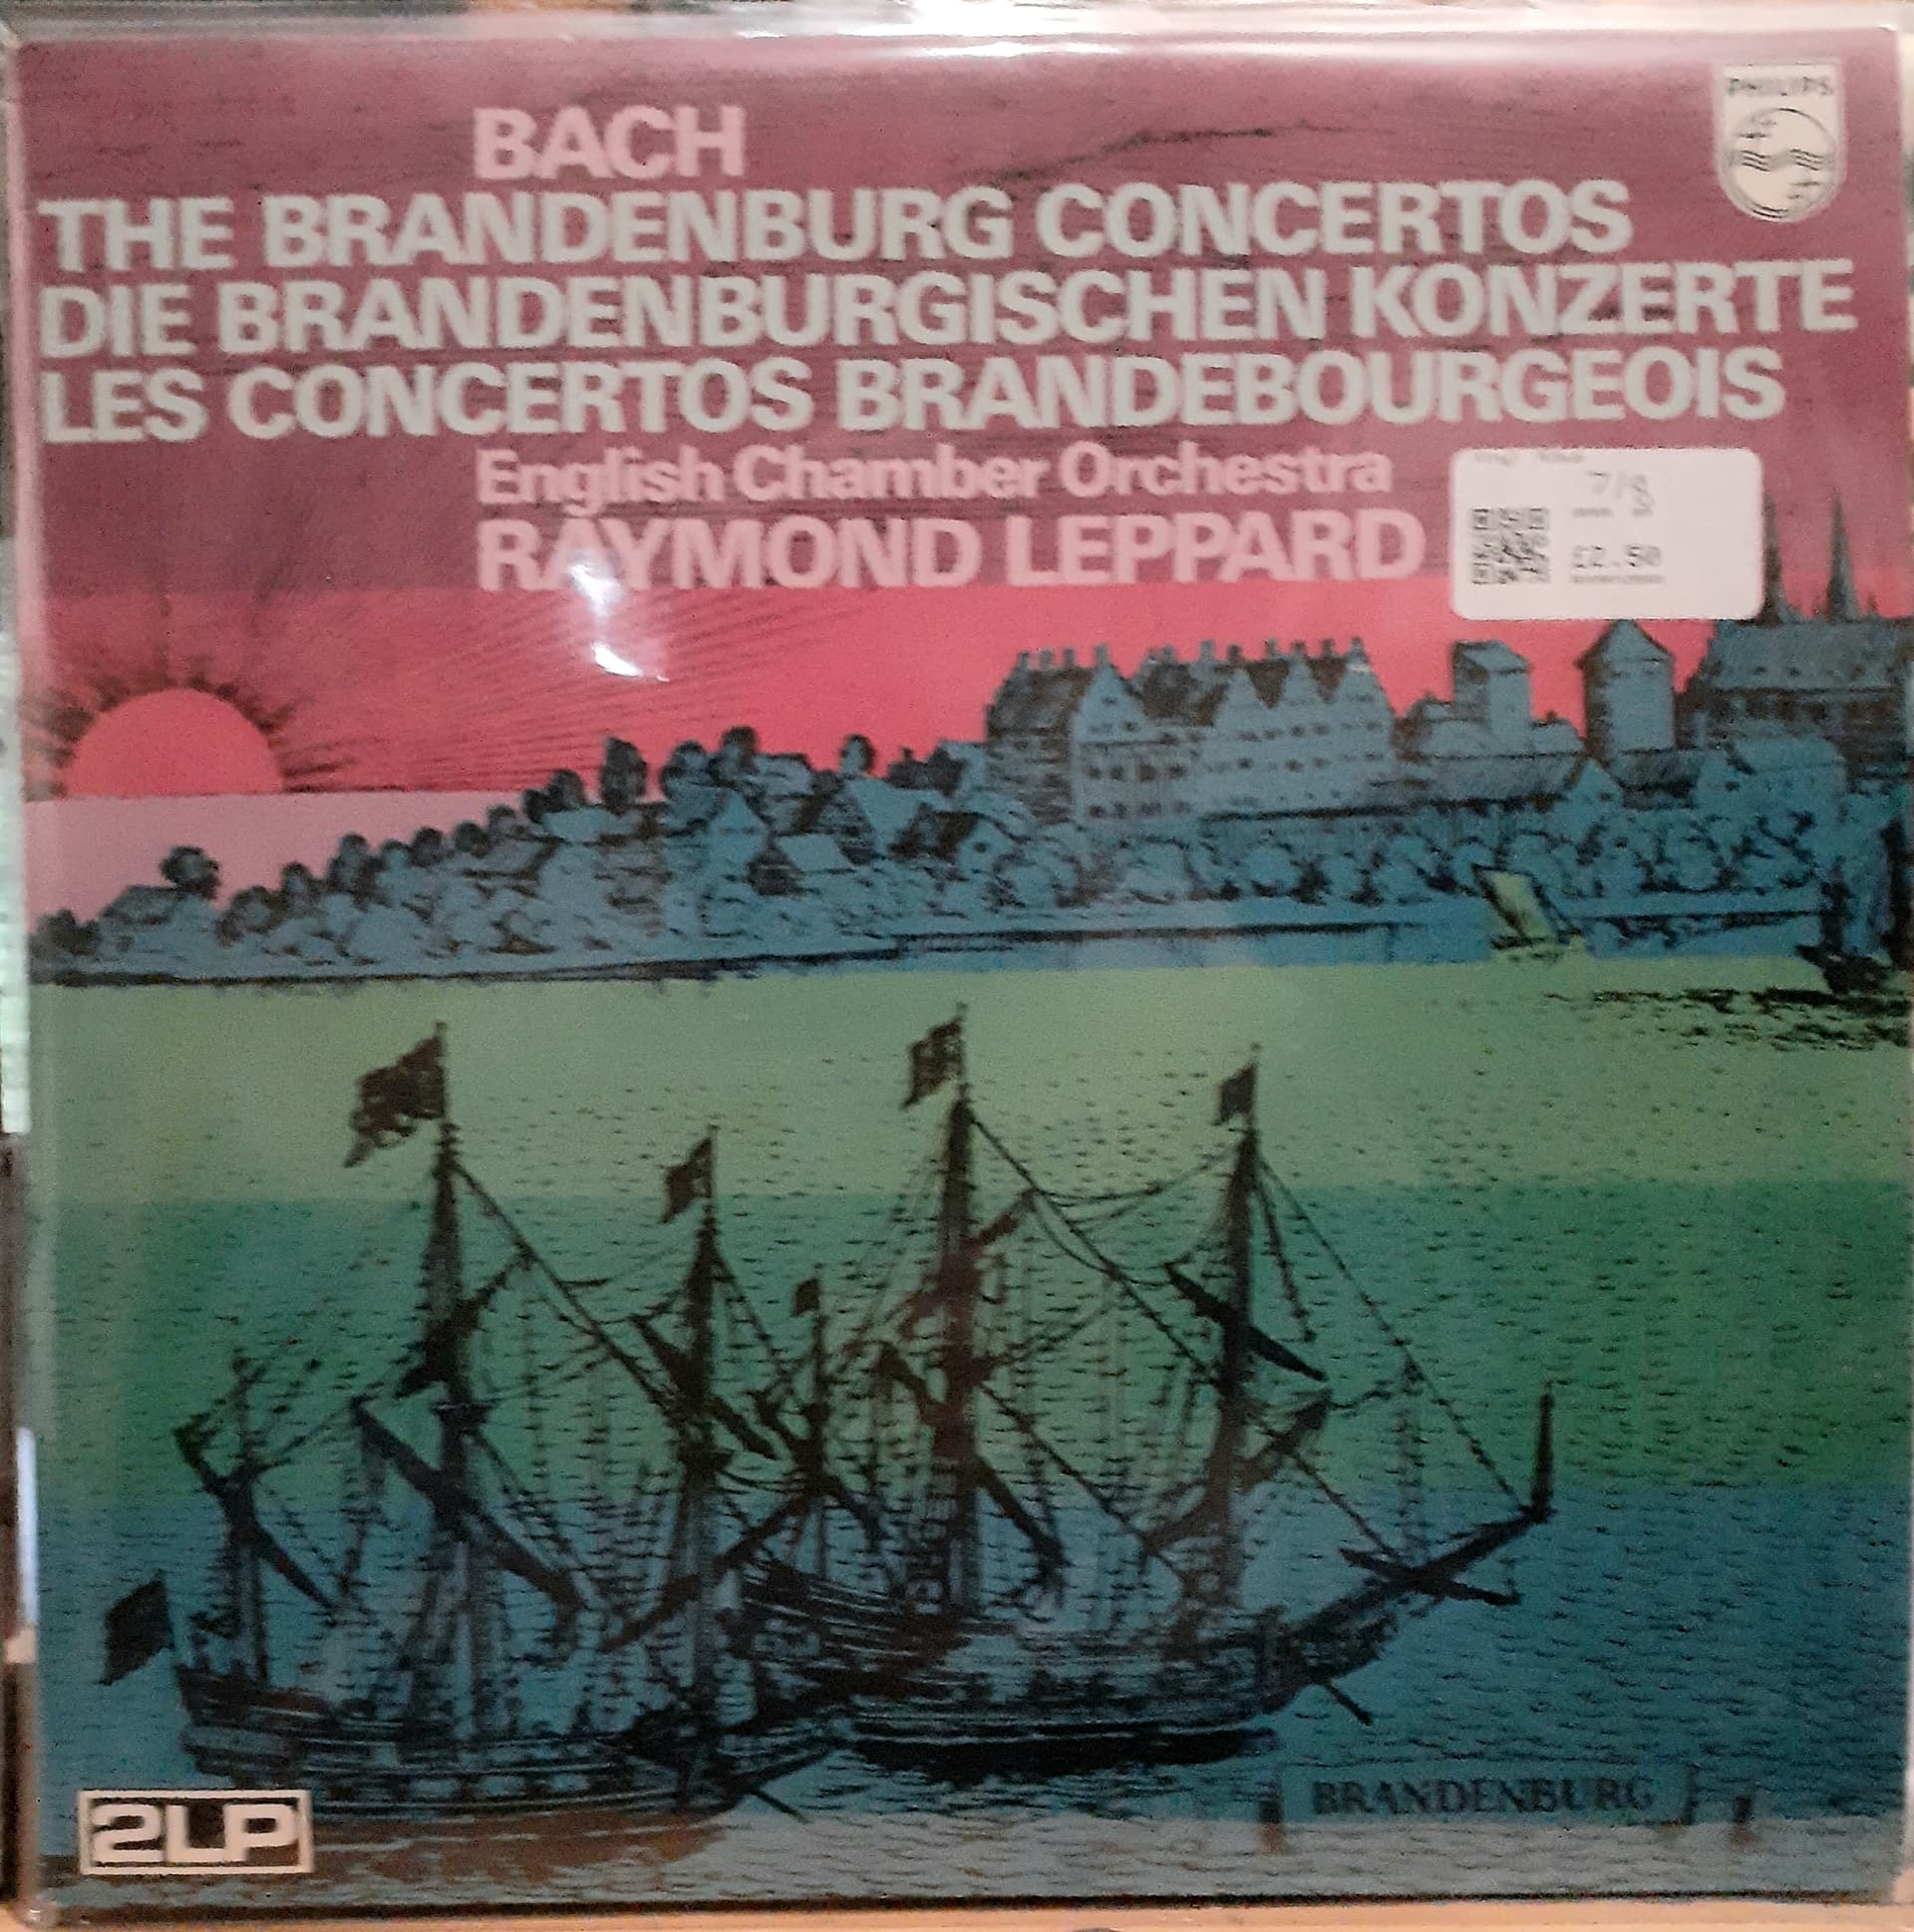 PHILIPS
BACH
THE BRANDENBURG CONCERTOS
DIE BRANDENBURGISCHEN KONZERTE
LES CONCERTOS BRANDEBOURGEOIS
English Chamber Orchestra
RAYMOND LEPPARD
£2.50
BRANDENBURG
2LP